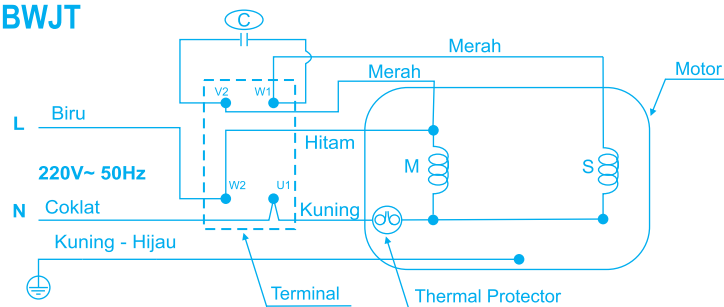 BWJT
C
Merah
Merah
Motor
V2
W1
L
Biru
Hitam
M
S
220V~ 50Hz
W2
U1
N
Coklat
Kuning
Kuning - Hijau
Terminal
Thermal Protector